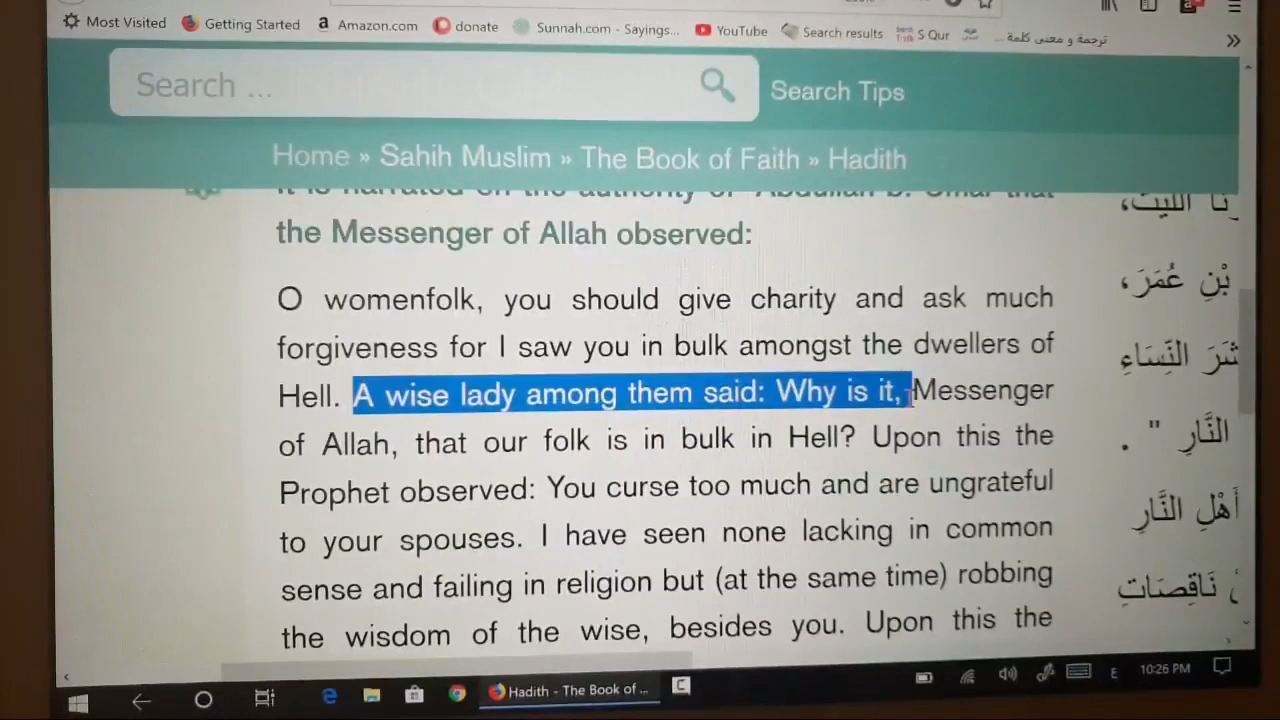 Most Visited Getting Started Amazon.com donate Sunnah.com - Sayings... YouTube Search results S Qur ترجمة و معنى كلمة ... »
Search ... Search Tips
Home » Sahih Muslim » The Book of Faith » Hadith
the Messenger of Allah observed:
O womenfolk, you should give charity and ask much
forgiveness for I saw you in bulk amongst the dwellers of
Hell. A wise lady among them said: Why is it, Messenger
of Allah, that our folk is in bulk in Hell? Upon this the
Prophet observed: You curse too much and are ungrateful
to your spouses. I have seen none lacking in common
sense and failing in religion but (at the same time) robbing
the wisdom of the wise, besides you. Upon this the
بْنِ عُمَرَ،
النِّسَاءِ
النَّارِ " .
أَهْلِ النَّارِ
نَاقِصَاتِ
Hadith - The Book of ... 10:26 PM